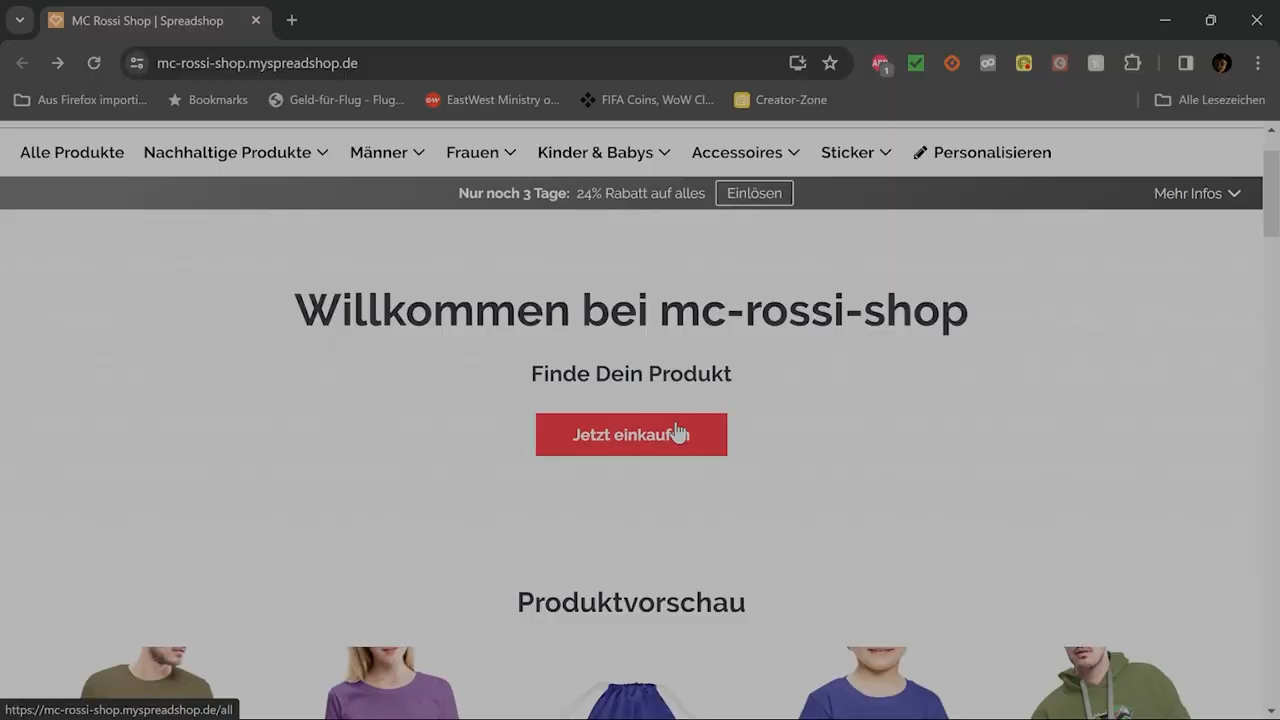 MC Rossi Shop | Spreadshop
mc-rossi-shop.myspreadshop.de
1
Aus Firefox importi...
Bookmarks
Geld-für-Flug - Flug...
EastWest Ministry o...
FIFA Coins, WoW Cl...
Creator-Zone
Alle Lesezeichen
Alle Produkte
Nachhaltige Produkte
Männer
Frauen
Kinder & Babys
Accessoires
Sticker
Personalisieren
Nur noch 3 Tage: 24% Rabatt auf alles
Einlösen
Mehr Infos
Willkommen bei mc-rossi-shop
Finde Dein Produkt
Jetzt einkaufen
Produktvorschau
https://mc-rossi-shop.myspreadshop.de/all